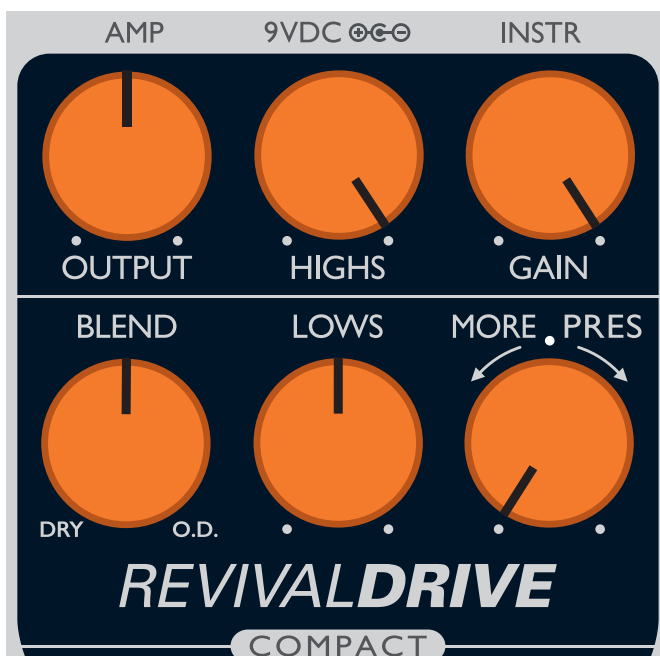 AMP 9VDC INSTR
OUTPUT HIGHS GAIN
BLEND LOWS MORE PRES
DRY O.D.
REVIVALDRIVE
COMPACT